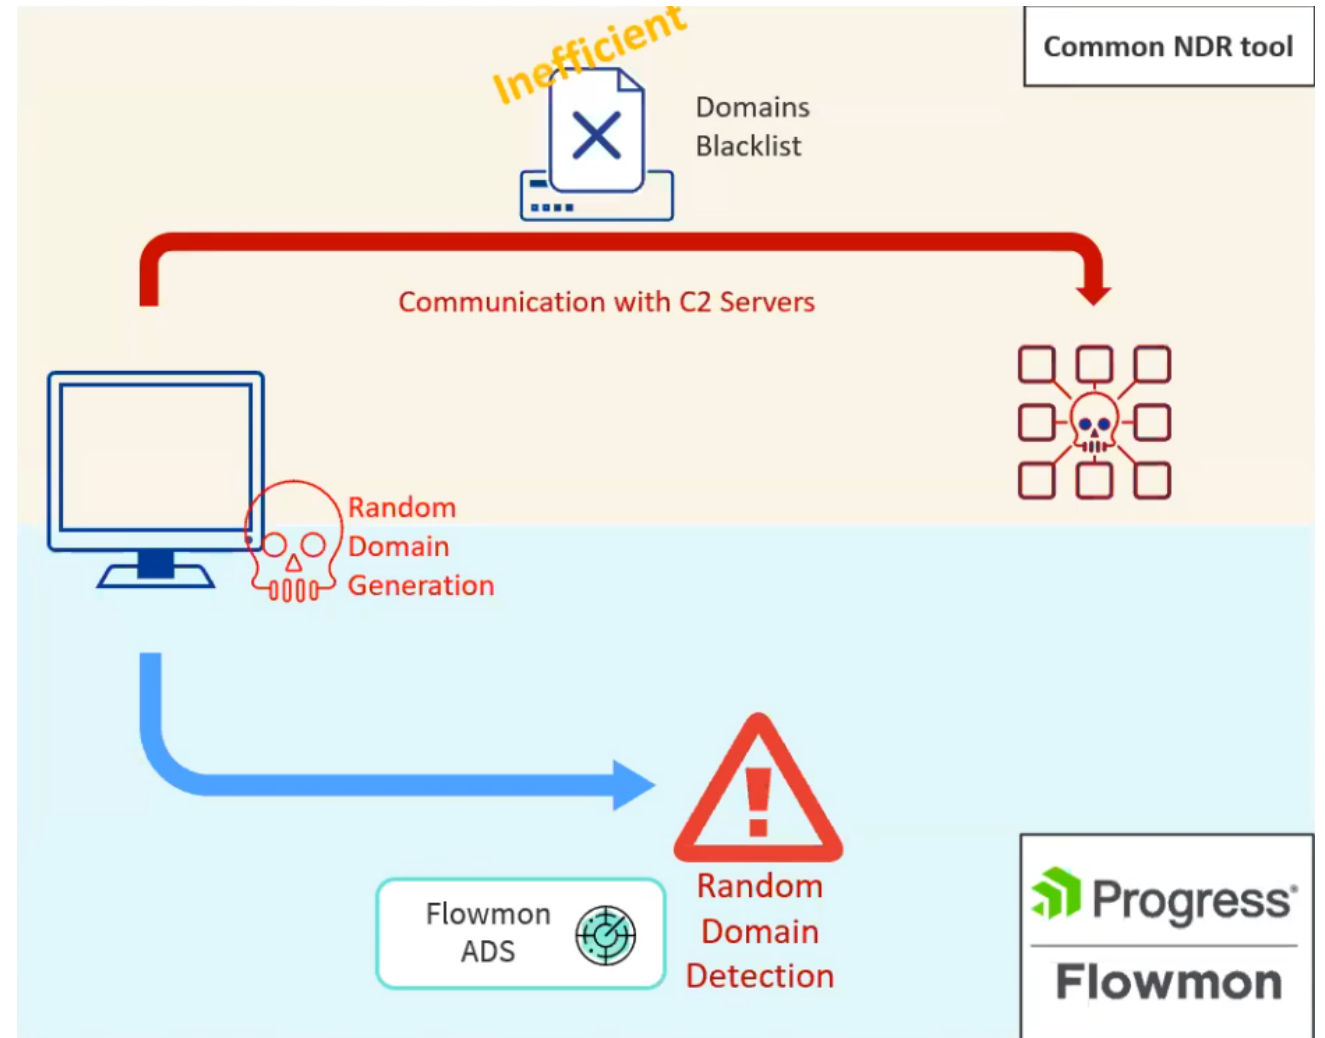 Common NDR tool
Inefficient
Domains
Blacklist
Communication with C2 Servers
Random
Domain
Generation
Random
Domain
Detection
Flowmon
ADS
Progress®
Flowmon